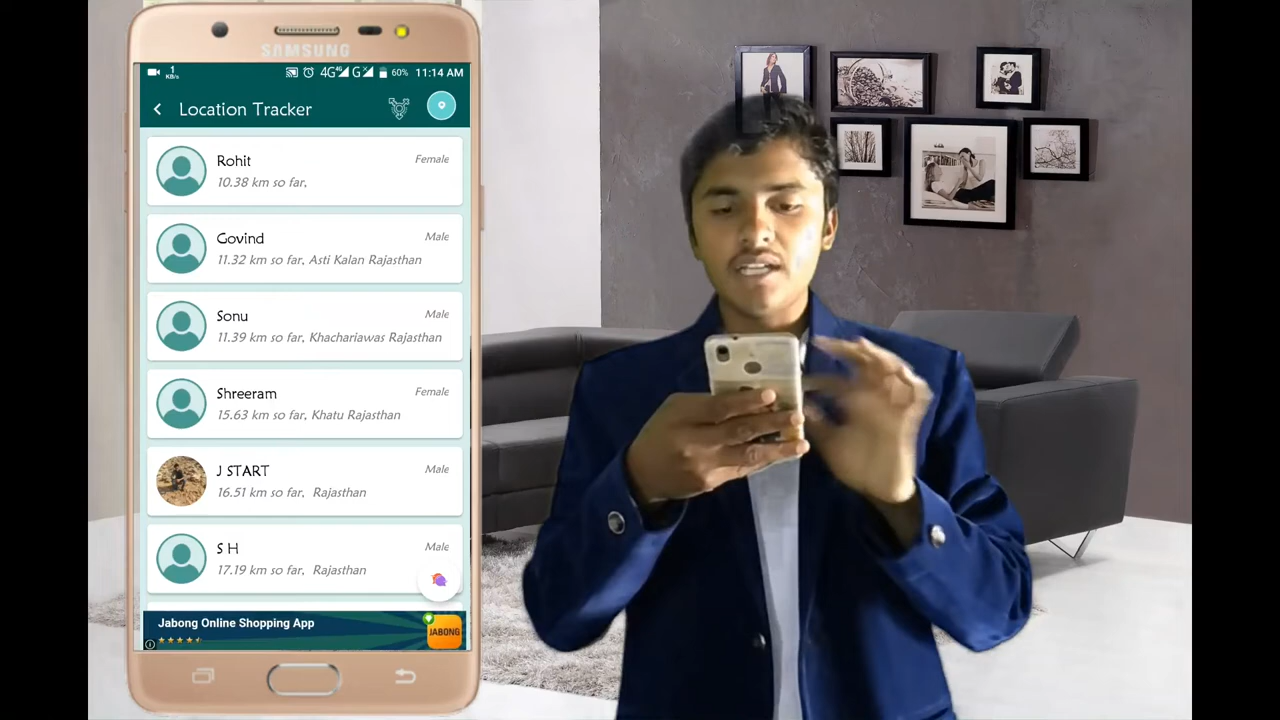 SAMSUNG
1 KB/s 4G G 60% 11:14 AM
Location Tracker
Rohit Female
10.38 km so far,
Govind Male
11.32 km so far, Asti Kalan Rajasthan
Sonu Male
11.39 km so far, Khachariawas Rajasthan
Shreeram Female
15.63 km so far, Khatu Rajasthan
J START Male
16.51 km so far, Rajasthan
S H Male
17.19 km so far, Rajasthan
Jabong Online Shopping App
JABONG